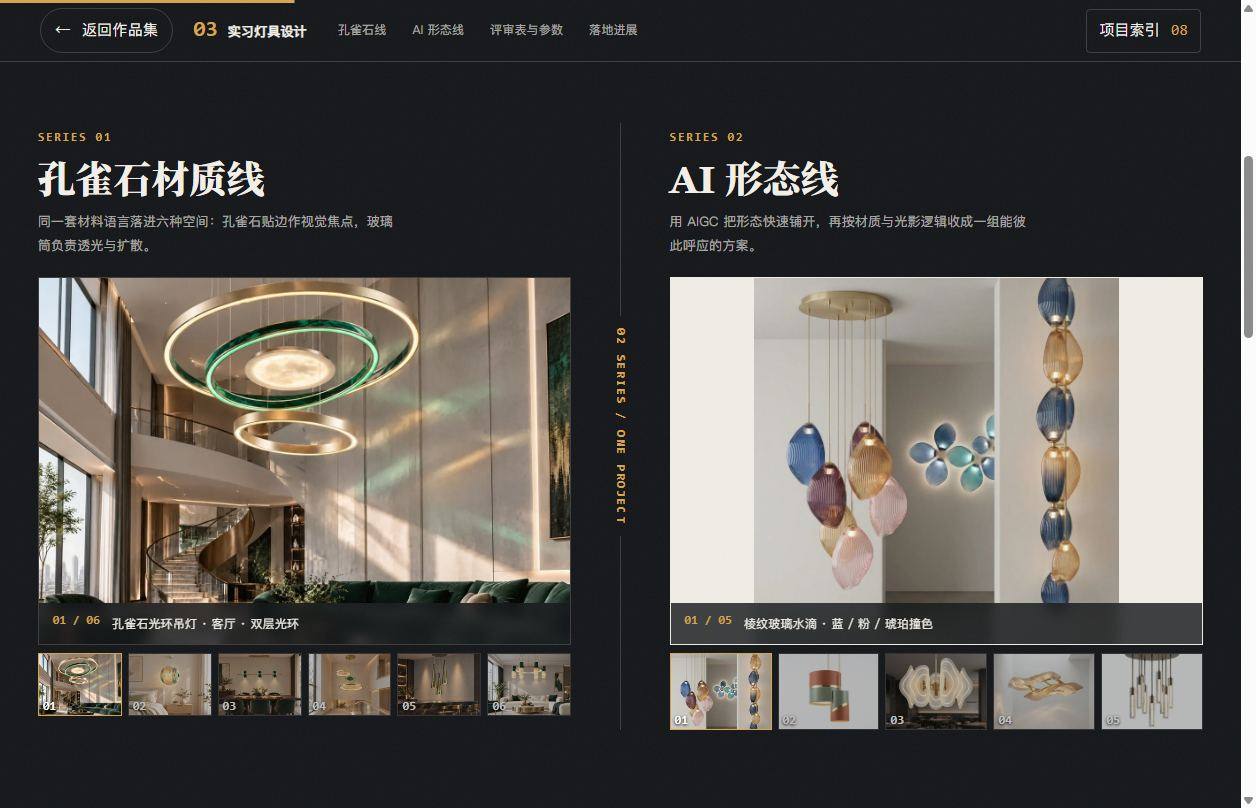 ← 返回作品集
03 实习灯具设计
孔雀石线
AI 形态线
评审表与参数
落地进展
项目索引 08
SERIES 01
孔雀石材质线
同一套材料语言落进六种空间：孔雀石贴边作视觉焦点，玻璃
筒负责透光与扩散。
01 / 06 孔雀石光环吊灯 · 客厅 · 双层光环
01
02
03
04
05
06
02 SERIES / ONE PROJECT
SERIES 02
AI 形态线
用 AIGC 把形态快速铺开，再按材质与光影逻辑收成一组能彼
此呼应的方案。
01 / 05 棱纹玻璃水滴 · 蓝 / 粉 / 琥珀撞色
01
02
03
04
05